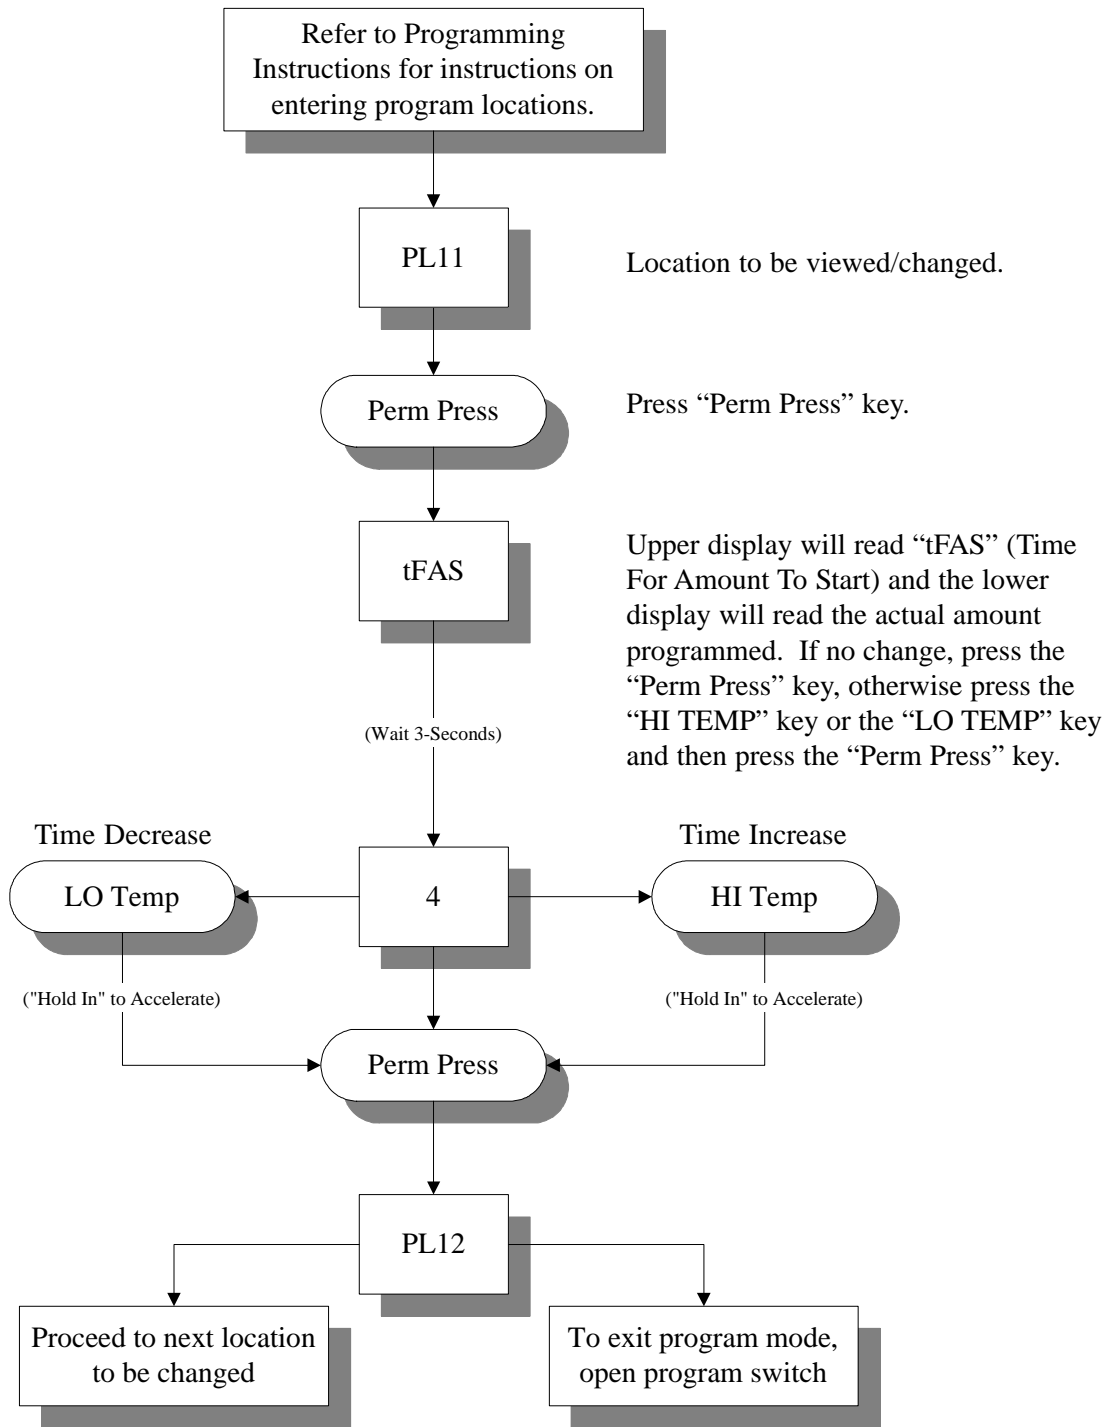 Refer to Programming
Instructions for instructions on
entering program locations.
PL11
Location to be viewed/changed.
Perm Press
Press “Perm Press” key.
tFAS
Upper display will read “tFAS” (Time
For Amount To Start) and the lower
display will read the actual amount
programmed.  If no change, press the
“Perm Press” key, otherwise press the
“HI TEMP” key or the “LO TEMP” key
and then press the “Perm Press” key.
(Wait 3-Seconds)
Time Decrease
Time Increase
LO Temp
4
HI Temp
("Hold In" to Accelerate)
("Hold In" to Accelerate)
Perm Press
PL12
Proceed to next location
to be changed
To exit program mode,
open program switch